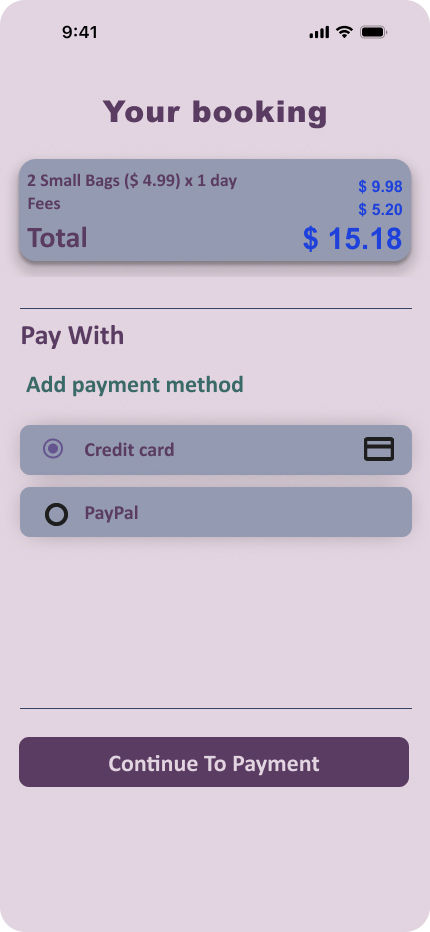 9:41
Your booking
2 Small Bags ($ 4.99) x 1 day
$ 9.98
Fees
$ 5.20
Total
$ 15.18
Pay With
Add payment method
Credit card
PayPal
Continue To Payment